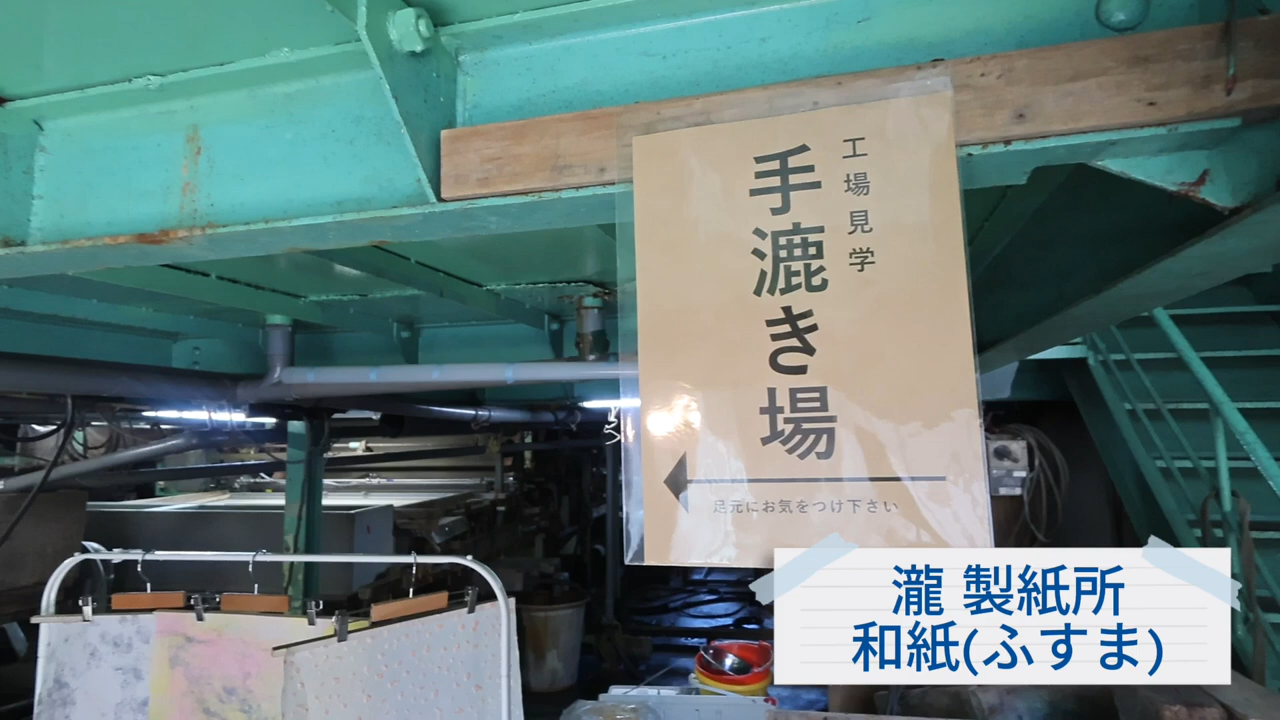 工場見学
手漉き場
足元にお気をつけ下さい
瀧 製紙所
和紙(ふすま)